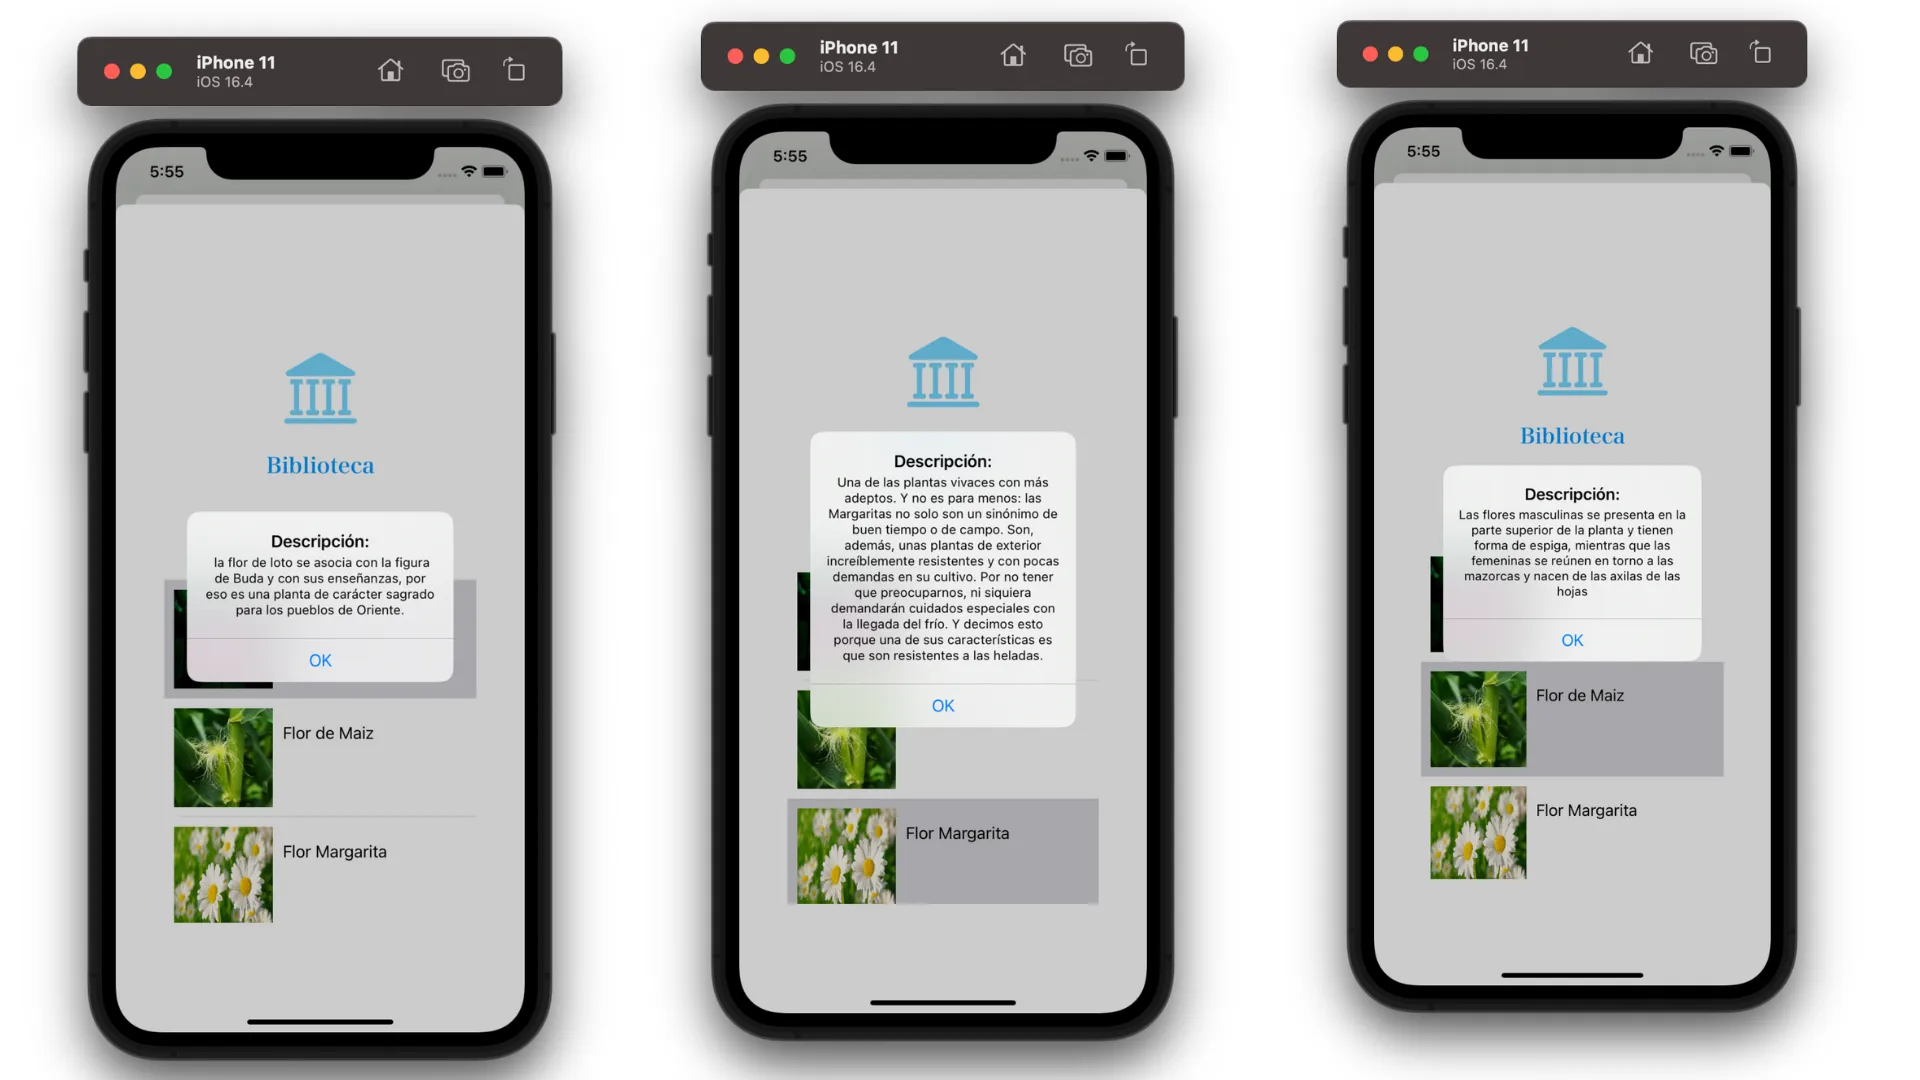 iPhone 11
iOS 16.4
5:55
Biblioteca
Descripción:
la flor de loto se asocia con la figura
de Buda y con sus enseñanzas, por
eso es una planta de carácter sagrado
para los pueblos de Oriente.
OK
Flor de Maiz
Flor Margarita
iPhone 11
iOS 16.4
5:55
Descripción:
Una de las plantas vivaces con más
adeptos. Y no es para menos: las
Margaritas no solo son un sinónimo de
buen tiempo o de campo. Son,
además, unas plantas de exterior
increíblemente resistentes y con pocas
demandas en su cultivo. Por no tener
que preocuparnos, ni siquiera
demandarán cuidados especiales con
la llegada del frío. Y decimos esto
porque una de sus características es
que son resistentes a las heladas.
OK
Flor Margarita
iPhone 11
iOS 16.4
5:55
Biblioteca
Descripción:
Las flores masculinas se presenta en la
parte superior de la planta y tienen
forma de espiga, mientras que las
femeninas se reúnen en torno a las
mazorcas y nacen de las axilas de las
hojas
OK
Flor de Maiz
Flor Margarita